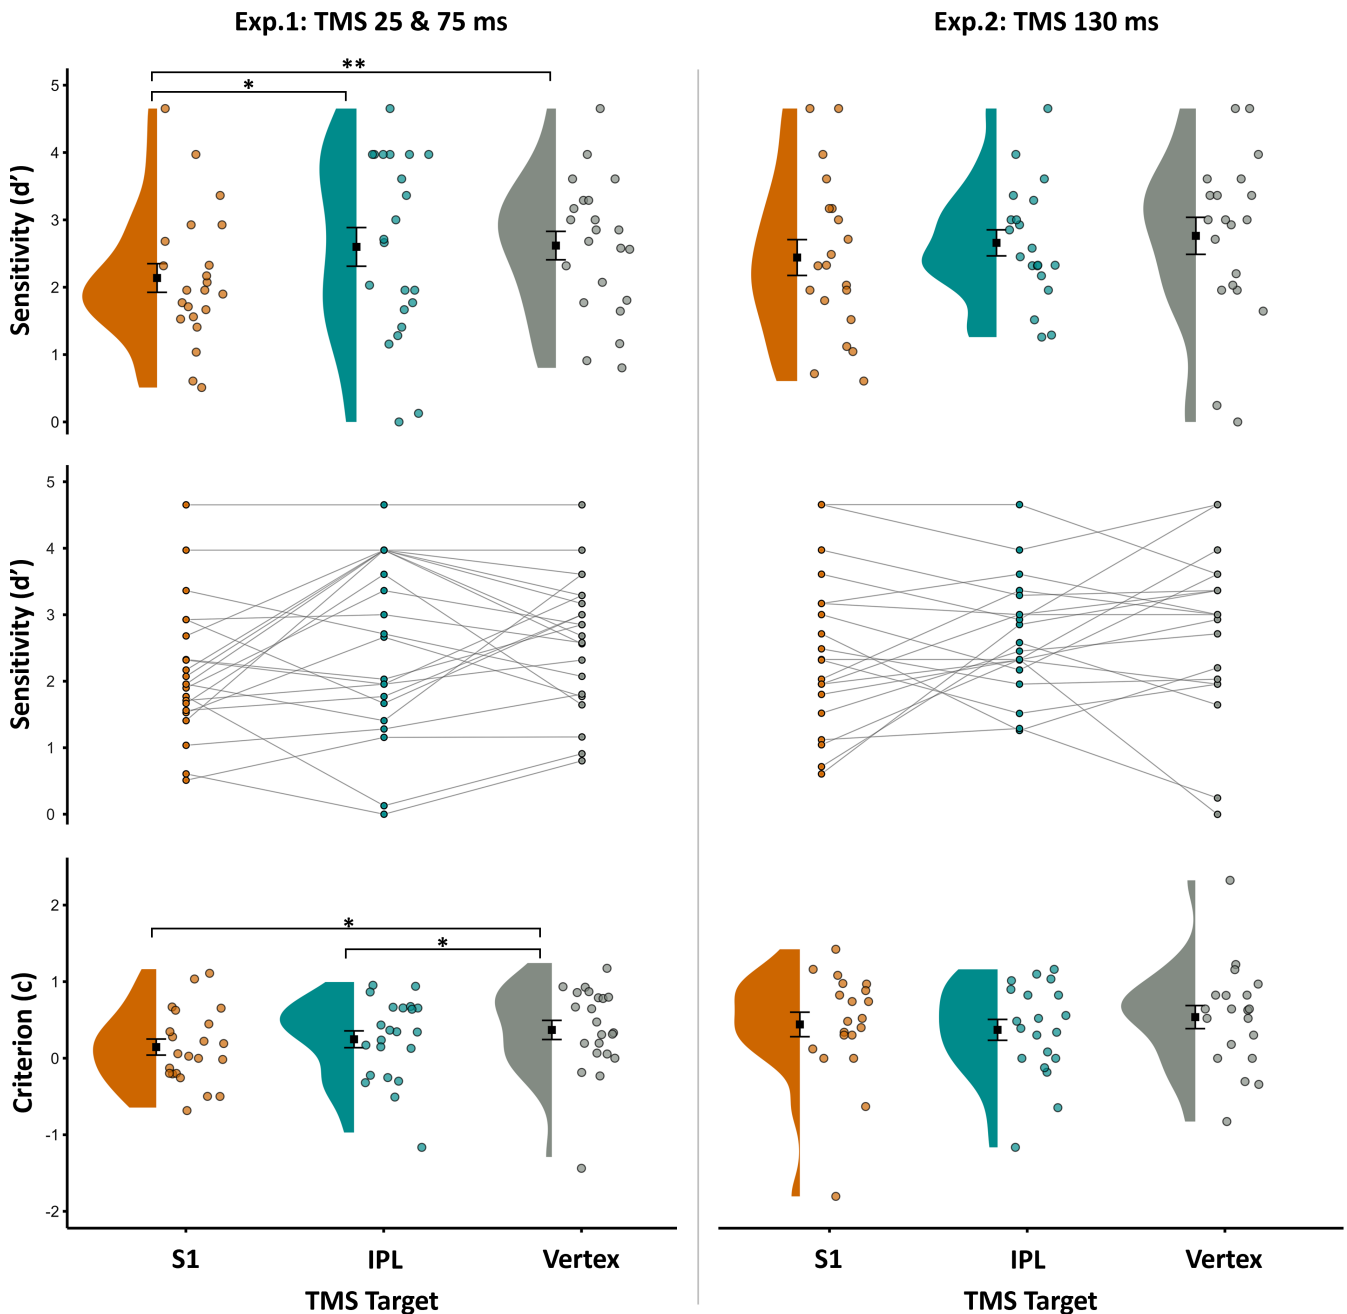 Exp.1: TMS 25 & 75 ms
Exp.2: TMS 130 ms
Sensitivity (d’)
5
4
3
2
1
0
**
*
Sensitivity (d’)
5
4
3
2
1
0
Criterion (c)
2
1
0
-1
-2
*
*
S1
IPL
Vertex
S1
IPL
Vertex
TMS Target
TMS Target